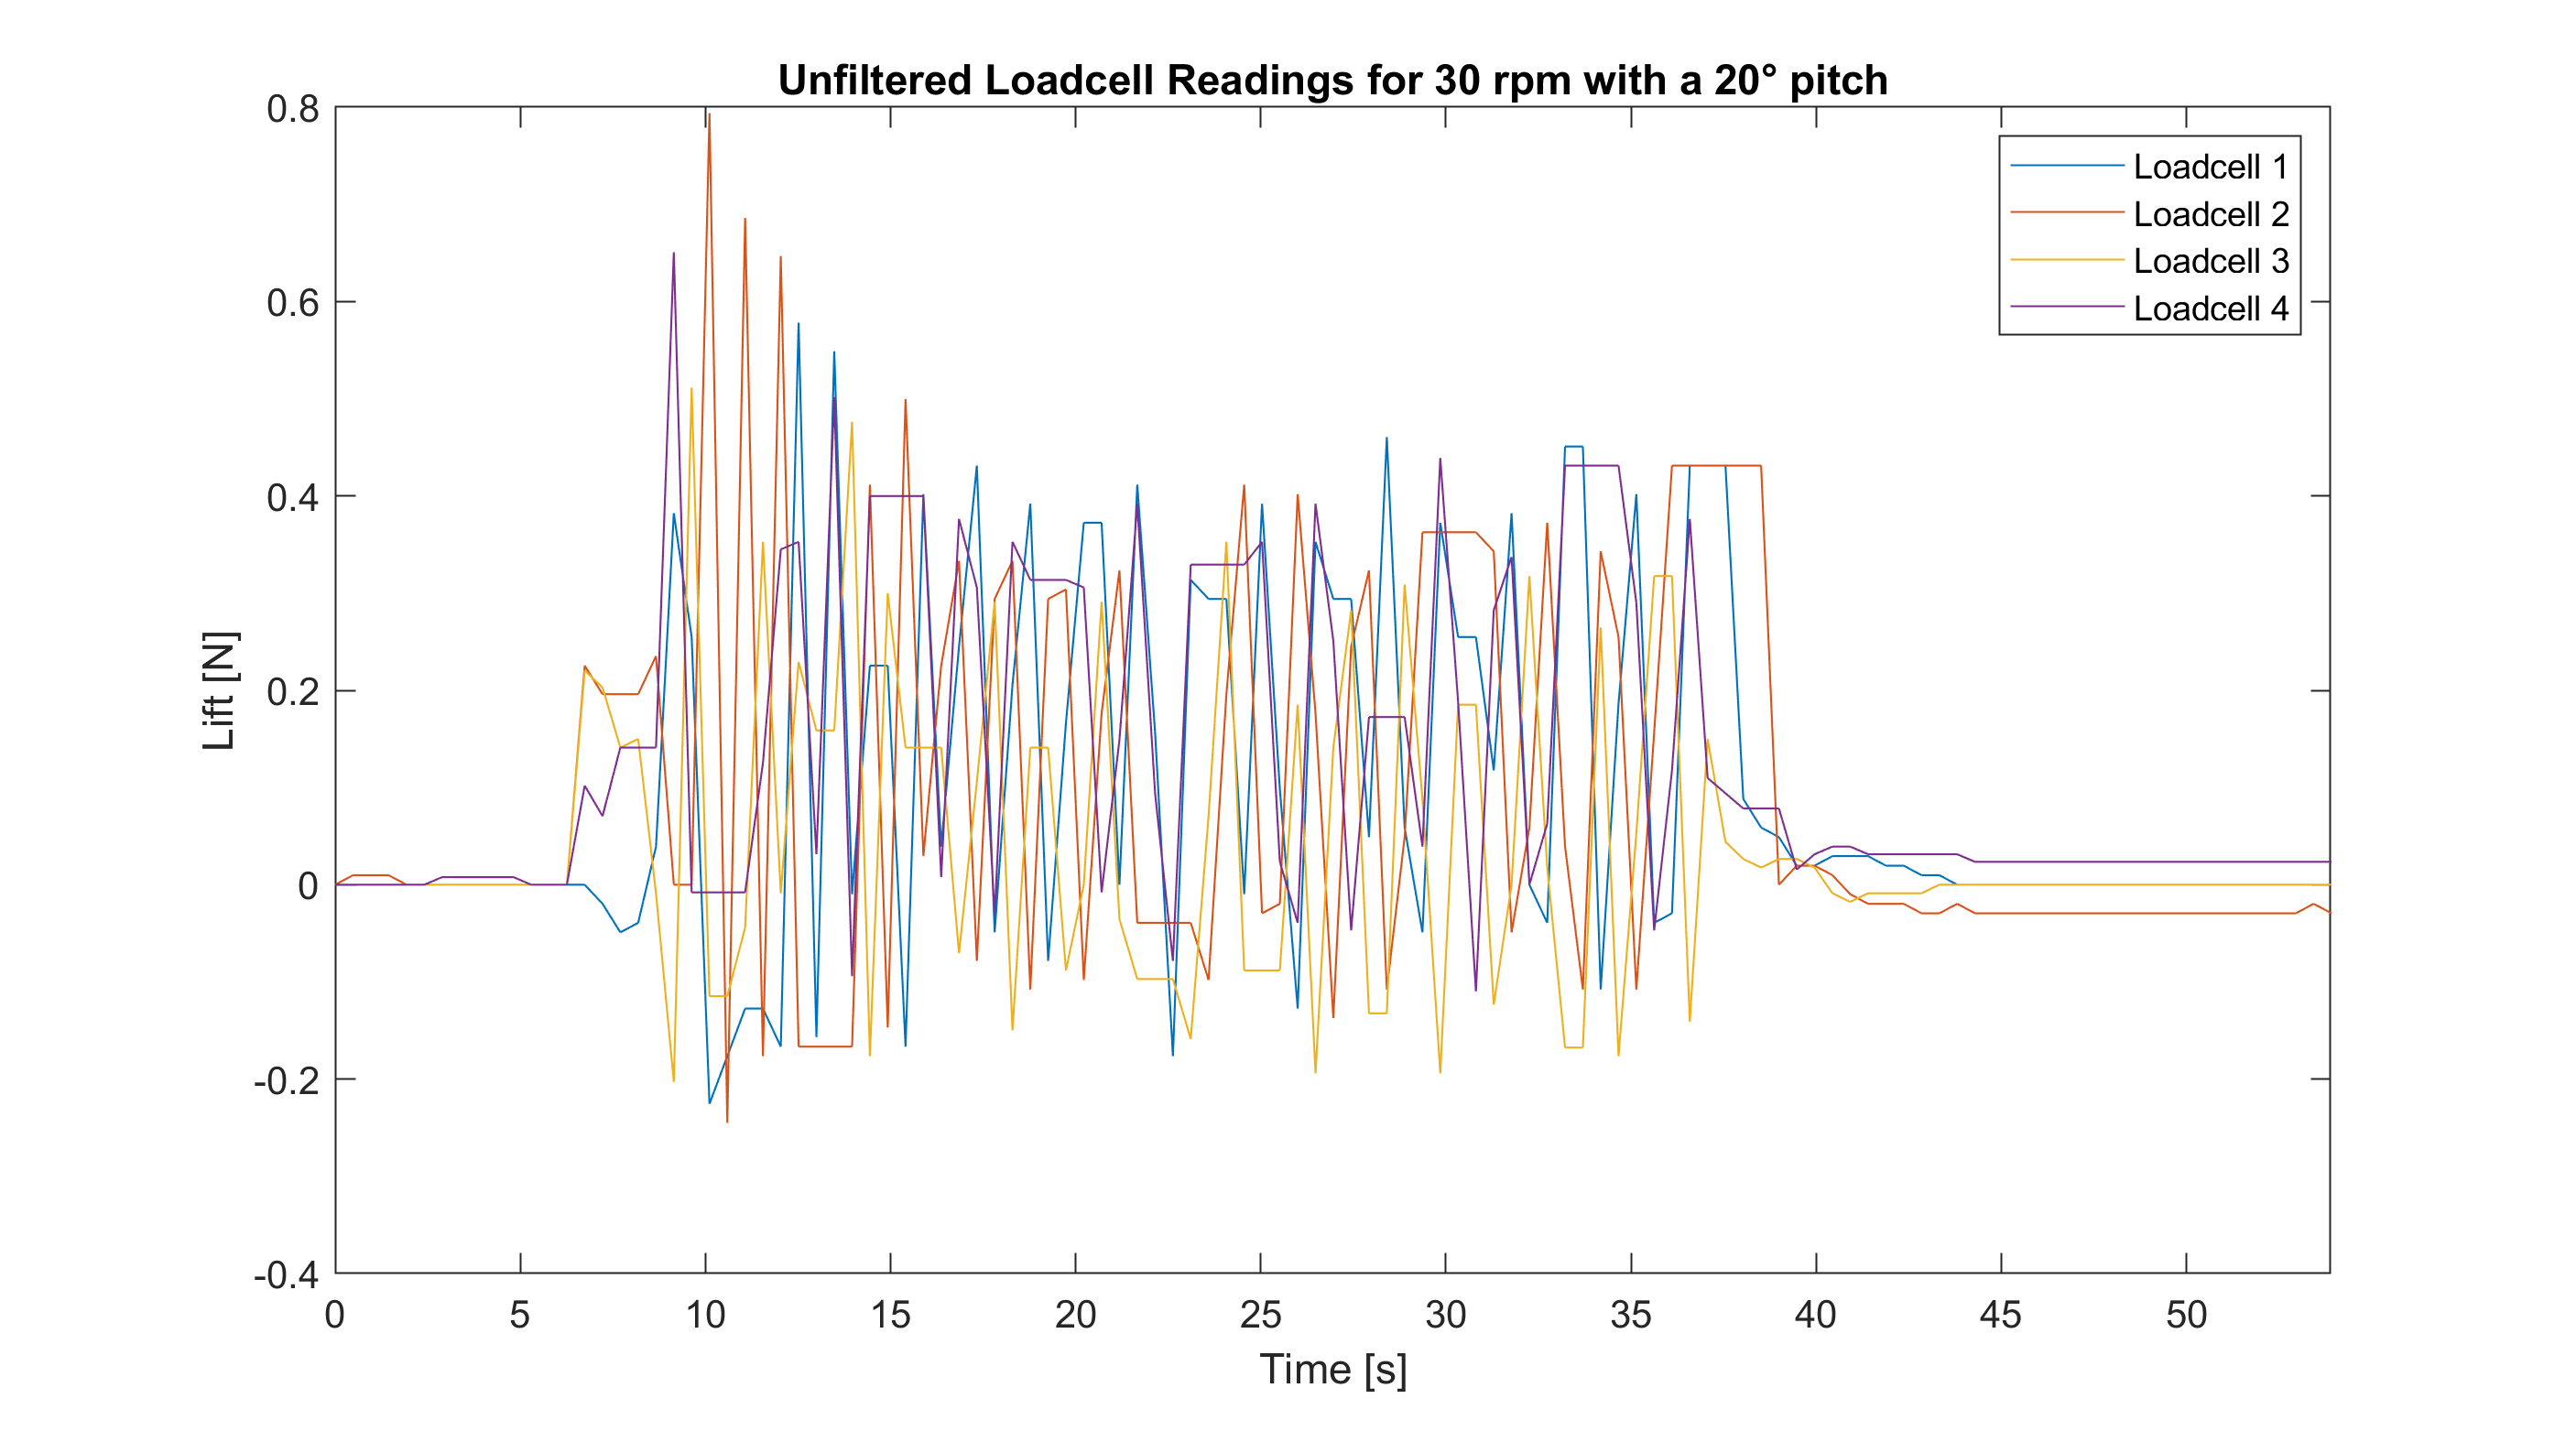 Unfiltered Loadcell Readings for 30 rpm with a 20° pitch
0.8
0.6
0.4
0.2
0
-0.2
-0.4
Lift [N]
Loadcell 1
Loadcell 2
Loadcell 3
Loadcell 4
0 5 10 15 20 25 30 35 40 45 50
Time [s]